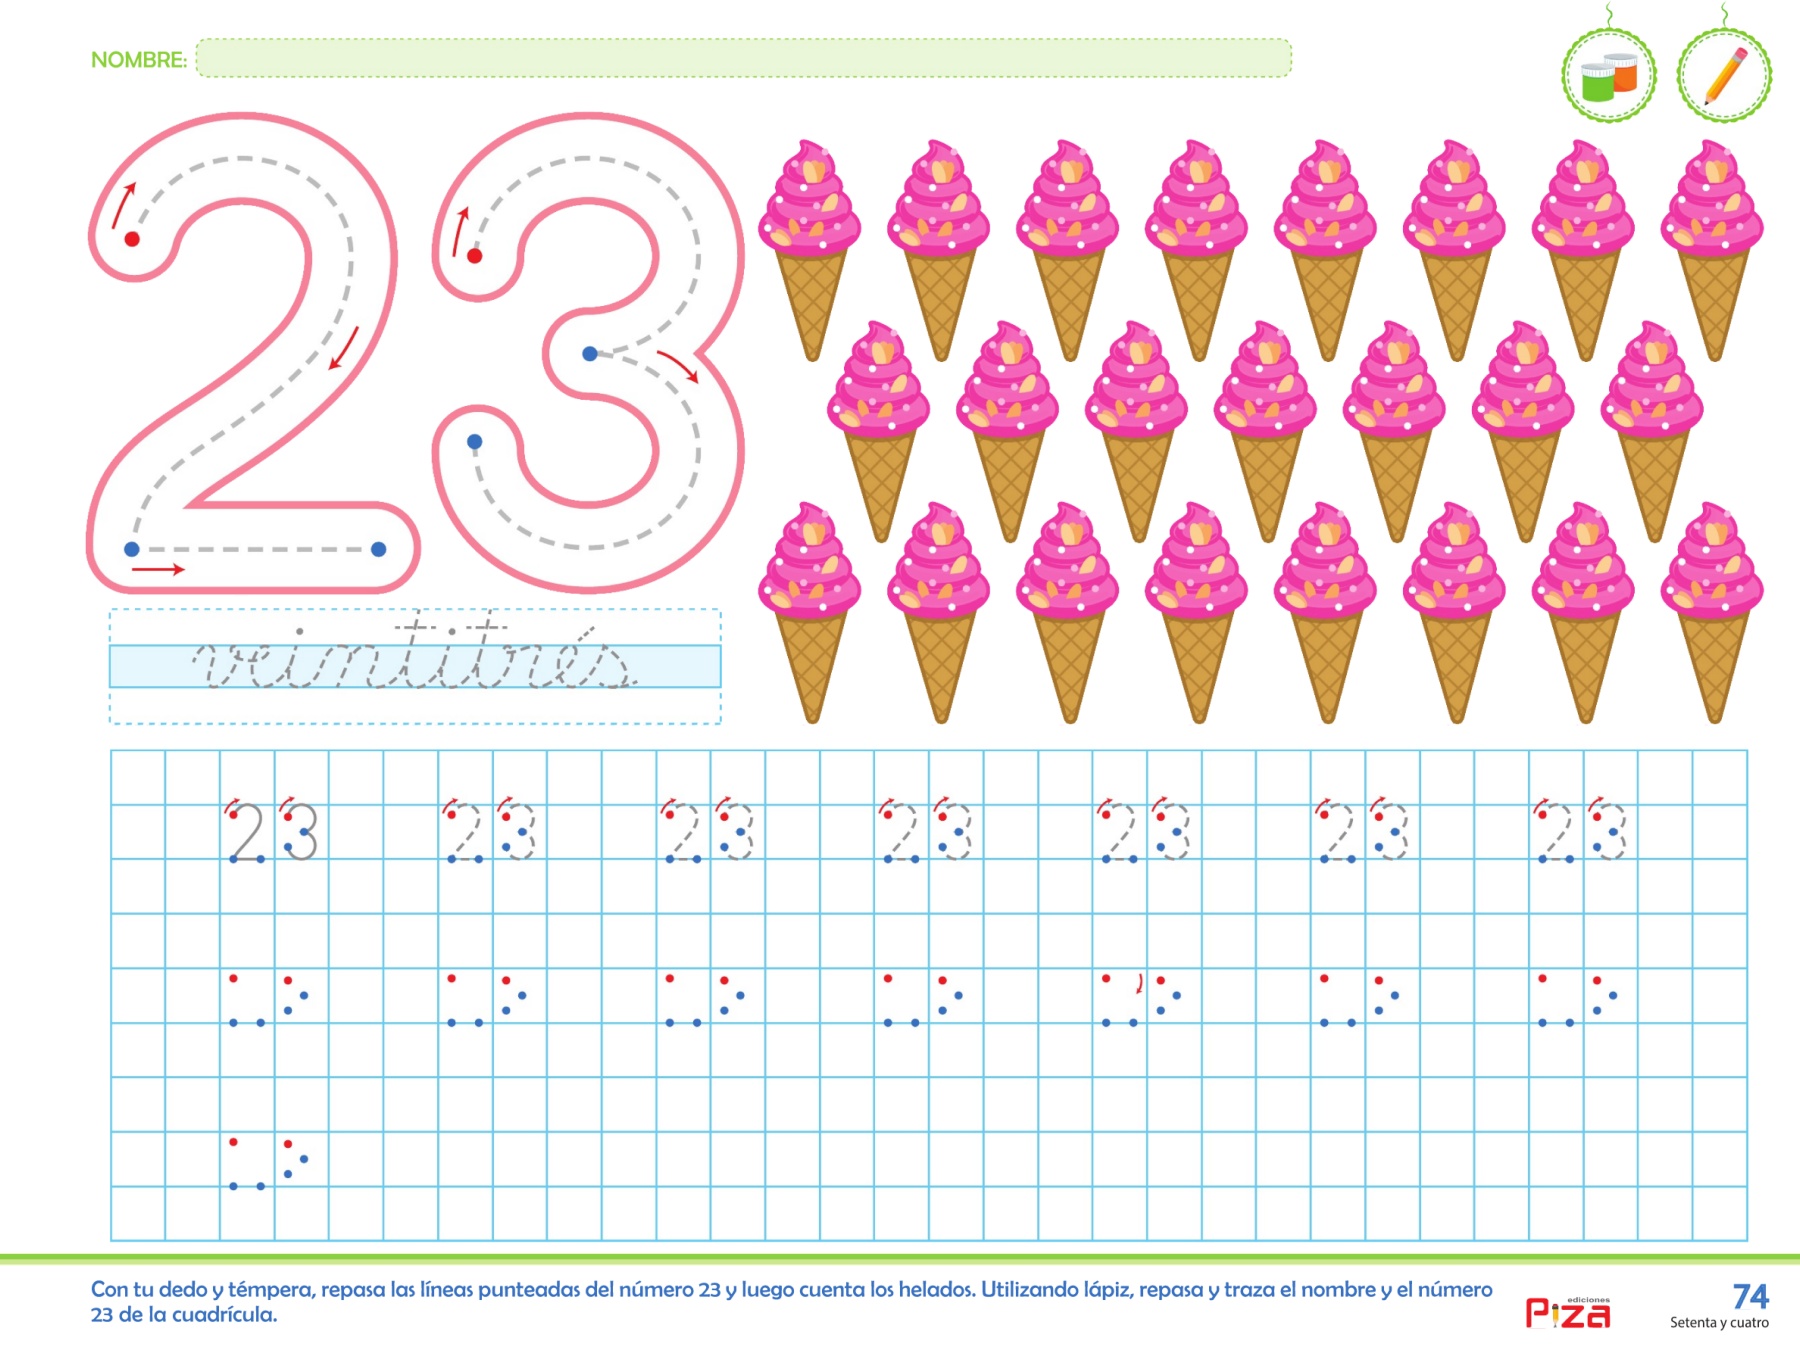 NOMBRE:
23
veintitrés
23 23 23 23 23 23 23
Con tu dedo y témpera, repasa las líneas punteadas del número 23 y luego cuenta los helados. Utilizando lápiz, repasa y traza el nombre y el número
23 de la cuadrícula.
ediciones
Piza
74
Setenta y cuatro